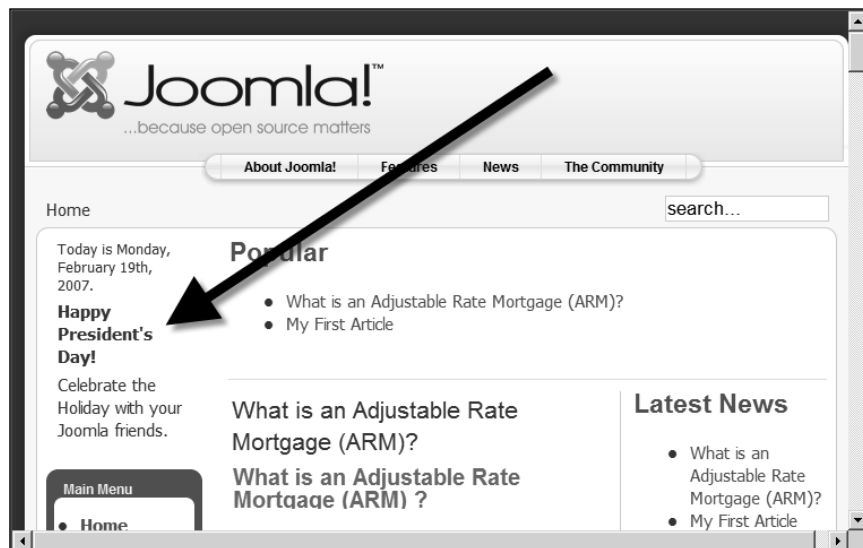 Joomla!™
...because open source matters
About Joomla! Features News The Community
Home
search...
Today is Monday,
February 19th,
2007.
Happy
President's
Day!
Celebrate the
Holiday with your
Joomla friends.
Main Menu
Home
Popular
What is an Adjustable Rate Mortgage (ARM)?
My First Article
What is an Adjustable Rate
Mortgage (ARM)?
What is an Adjustable Rate
Mortgage (ARM) ?
Latest News
What is an
Adjustable Rate
Mortgage (ARM)?
My First Article